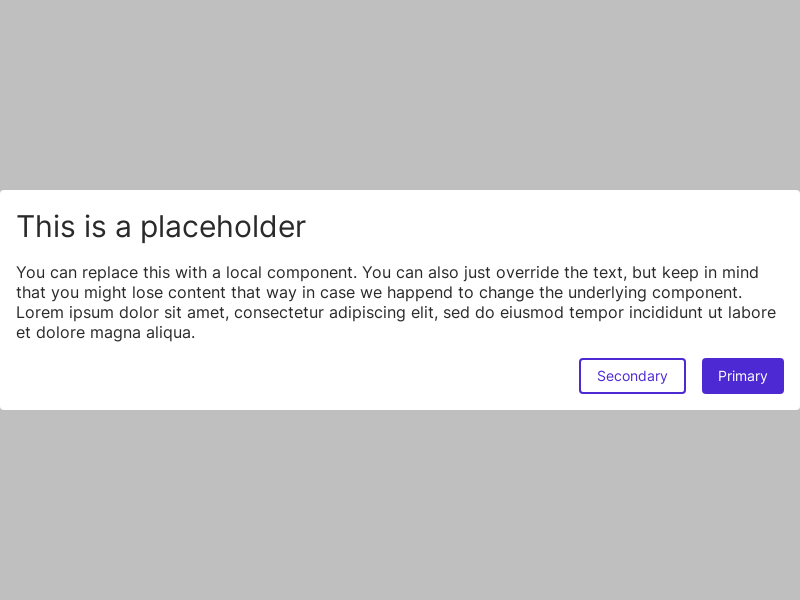 This is a placeholder
You can replace this with a local component. You can also just override the text, but keep in mind
that you might lose content that way in case we happend to change the underlying component.
Lorem ipsum dolor sit amet, consectetur adipiscing elit, sed do eiusmod tempor incididunt ut labore
et dolore magna aliqua.
Secondary
Primary